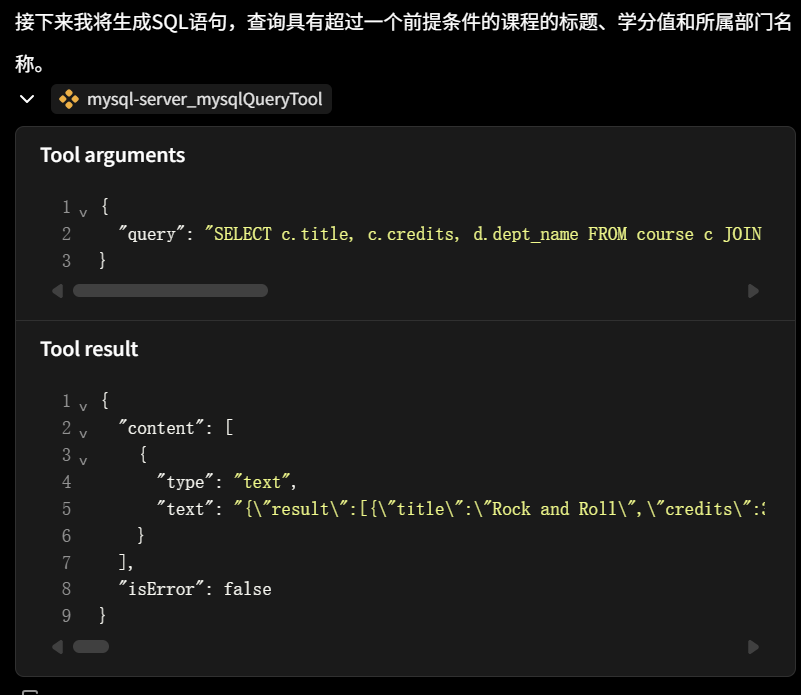 接下来我将生成SQL语句，查询具有超过一个前提条件的课程的标题、学分值和所属部门名
称。
mysql-server_mysqlQueryTool
Tool arguments
1 {
2 "query": "SELECT c.title, c.credits, d.dept_name FROM course c JOIN
3 }
Tool result
1 {
2 "content": [
3 {
4 "type": "text",
5 "text": "{\"result\":[{\"title\":\"Rock and Roll\",\"credits\":3
6 }
7 ],
8 "isError": false
9 }